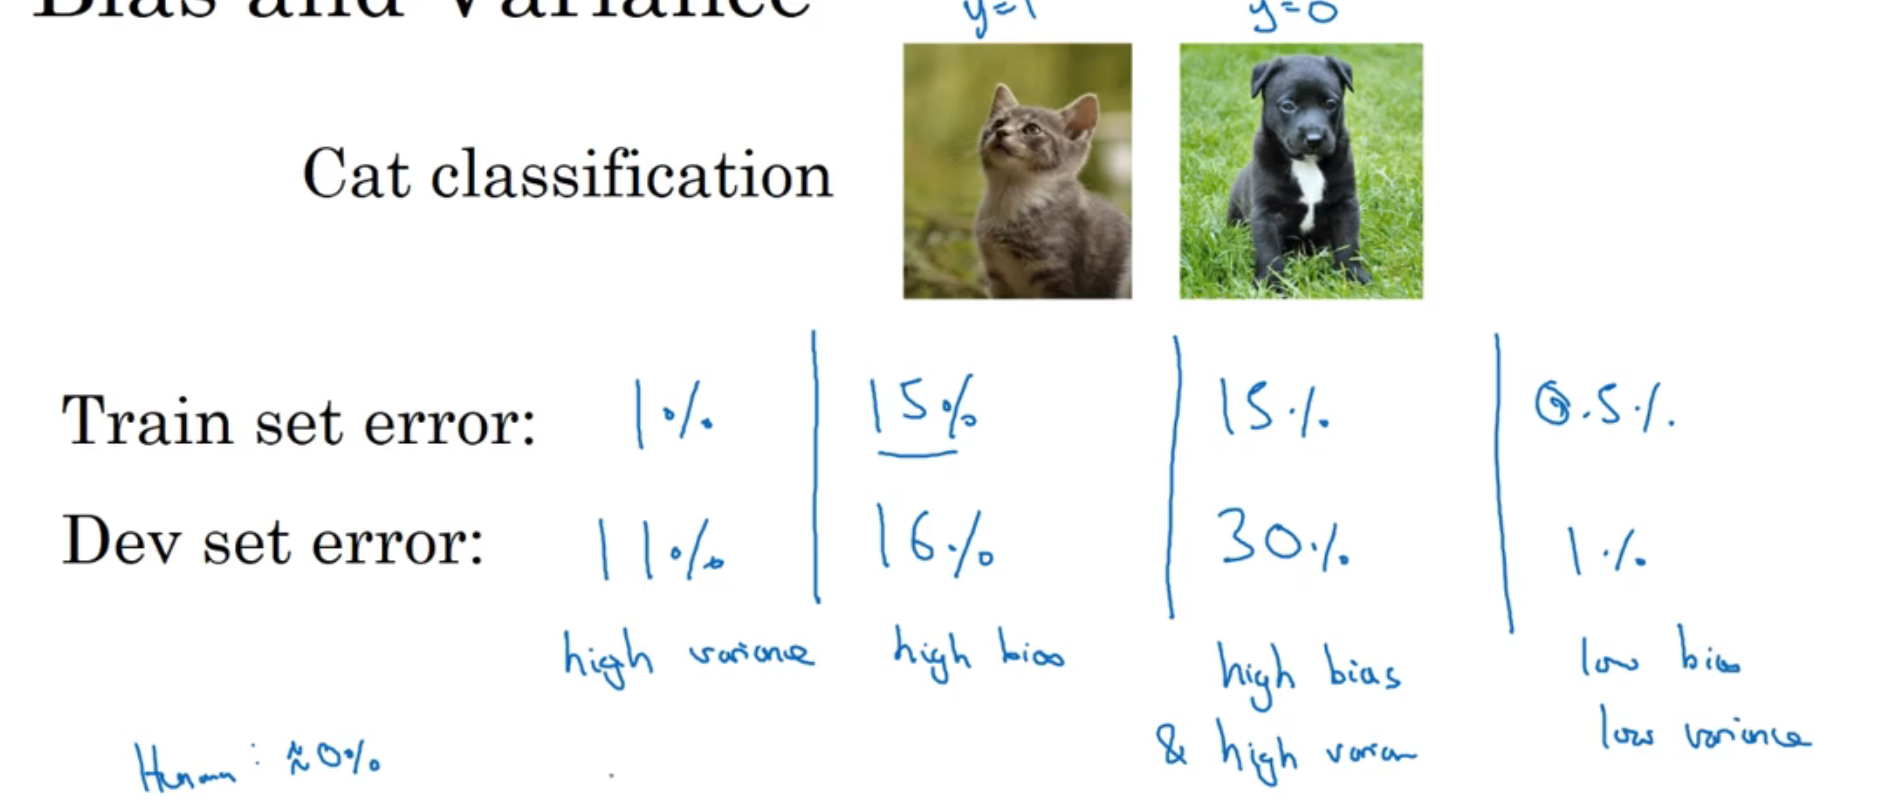 Bias and Variance
y=1 y=0
Cat classification
Train set error: 1% 15% 15% 0.5%
Dev set error: 11% 16% 30% 1%
high variance high bias high bias low bias
& high varian low variance
Human: ≈0%